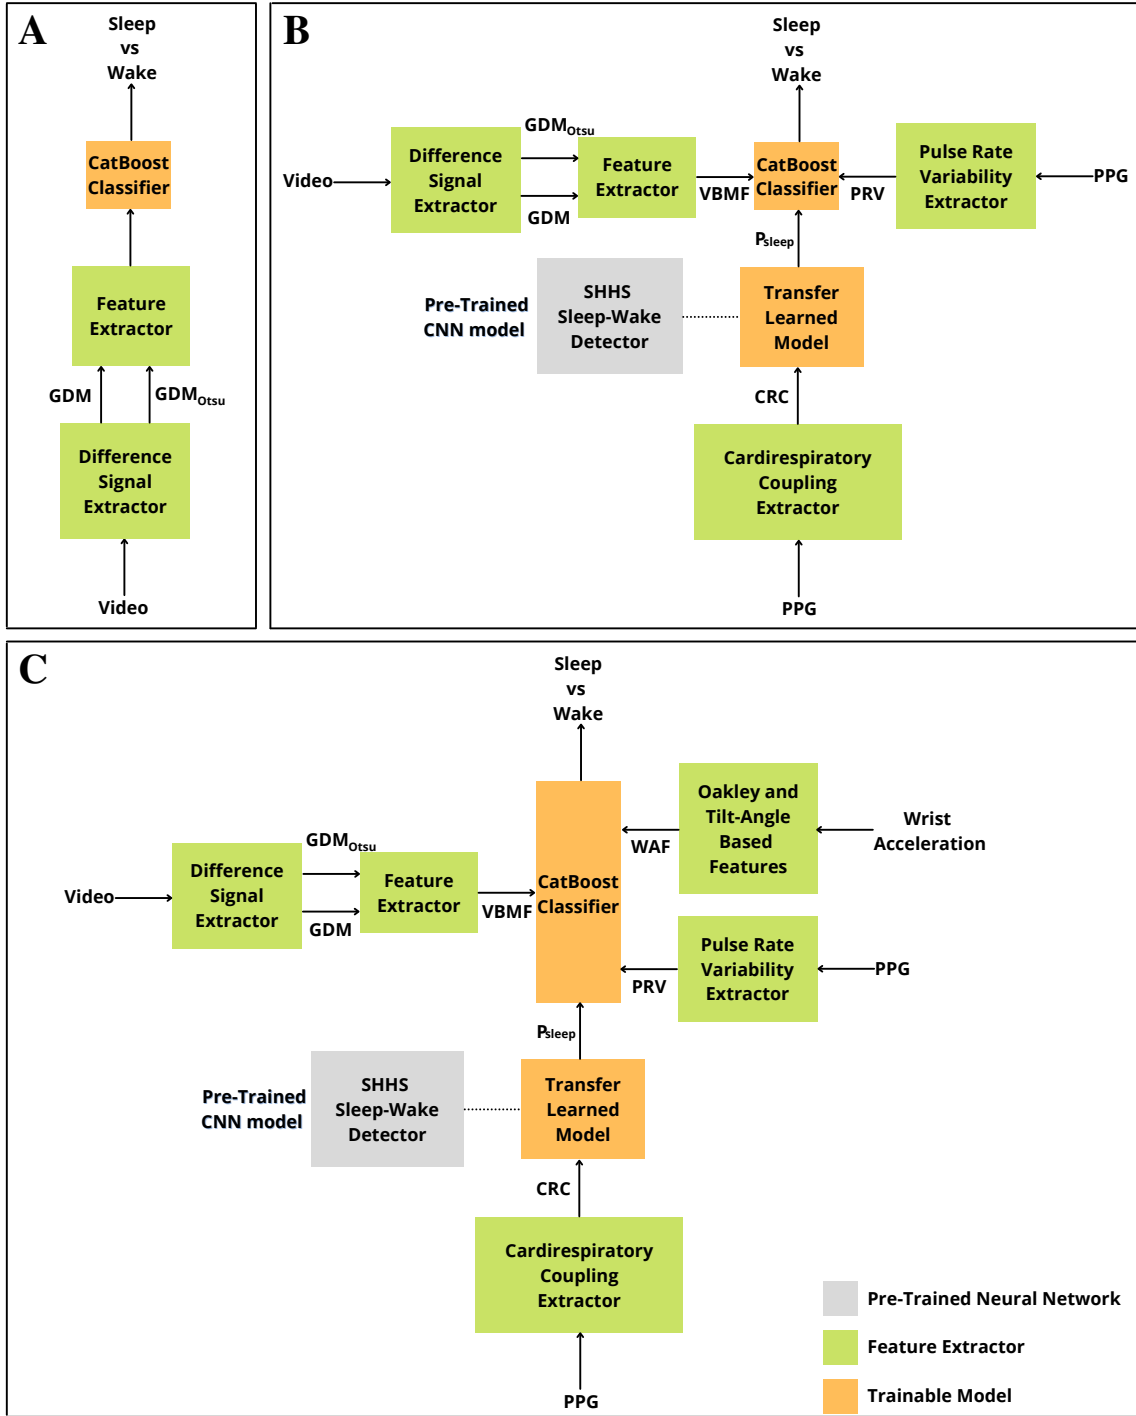 A
Sleep
vs
Wake
CatBoost
Classifier
Feature
Extractor
GDM
GDMOtsu
Difference
Signal
Extractor
Video
B
Sleep
vs
Wake
GDMOtsu
Difference
Signal
Extractor
Video
GDM
Feature
Extractor
VBMF
CatBoost
Classifier
PRV
Pulse Rate
Variability
Extractor
PPG
Psleep
Pre-Trained
CNN model
SHHS
Sleep-Wake
Detector
Transfer
Learned
Model
CRC
Cardirespiratory
Coupling
Extractor
PPG
C
Sleep
vs
Wake
Oakley and
Tilt-Angle
Based
Features
WAF
Wrist
Acceleration
GDMOtsu
Video
Difference
Signal
Extractor
GDM
Feature
Extractor
VBMF
CatBoost
Classifier
Pulse Rate
Variability
Extractor
PRV
PPG
Psleep
Pre-Trained
CNN model
SHHS
Sleep-Wake
Detector
Transfer
Learned
Model
CRC
Cardirespiratory
Coupling
Extractor
PPG
Pre-Trained Neural Network
Feature Extractor
Trainable Model